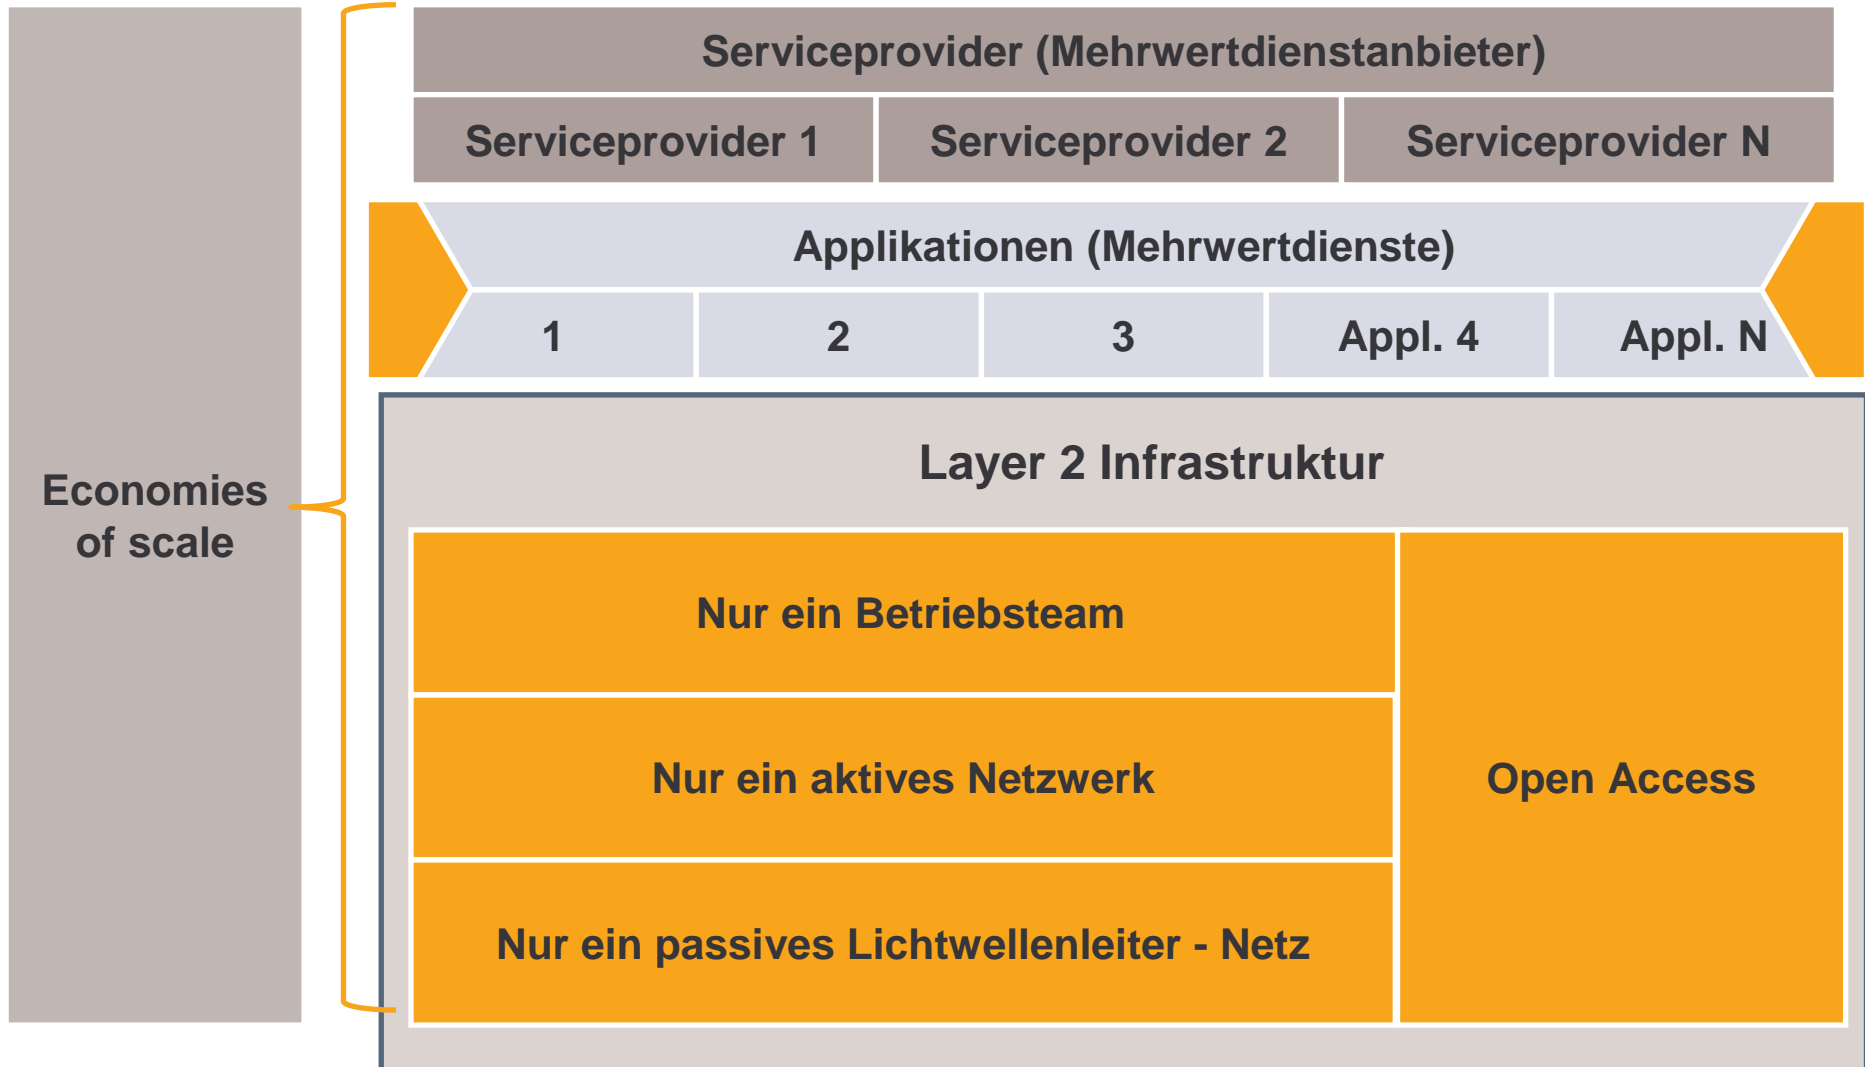 Serviceprovider (Mehrwertdienstanbieter)
Serviceprovider 1
Serviceprovider 2
Serviceprovider N
Applikationen (Mehrwertdienste)
1
2
3
Appl. 4
Appl. N
Economies
of scale
Layer 2 Infrastruktur
Nur ein Betriebsteam
Nur ein aktives Netzwerk
Open Access
Nur ein passives Lichtwellenleiter - Netz